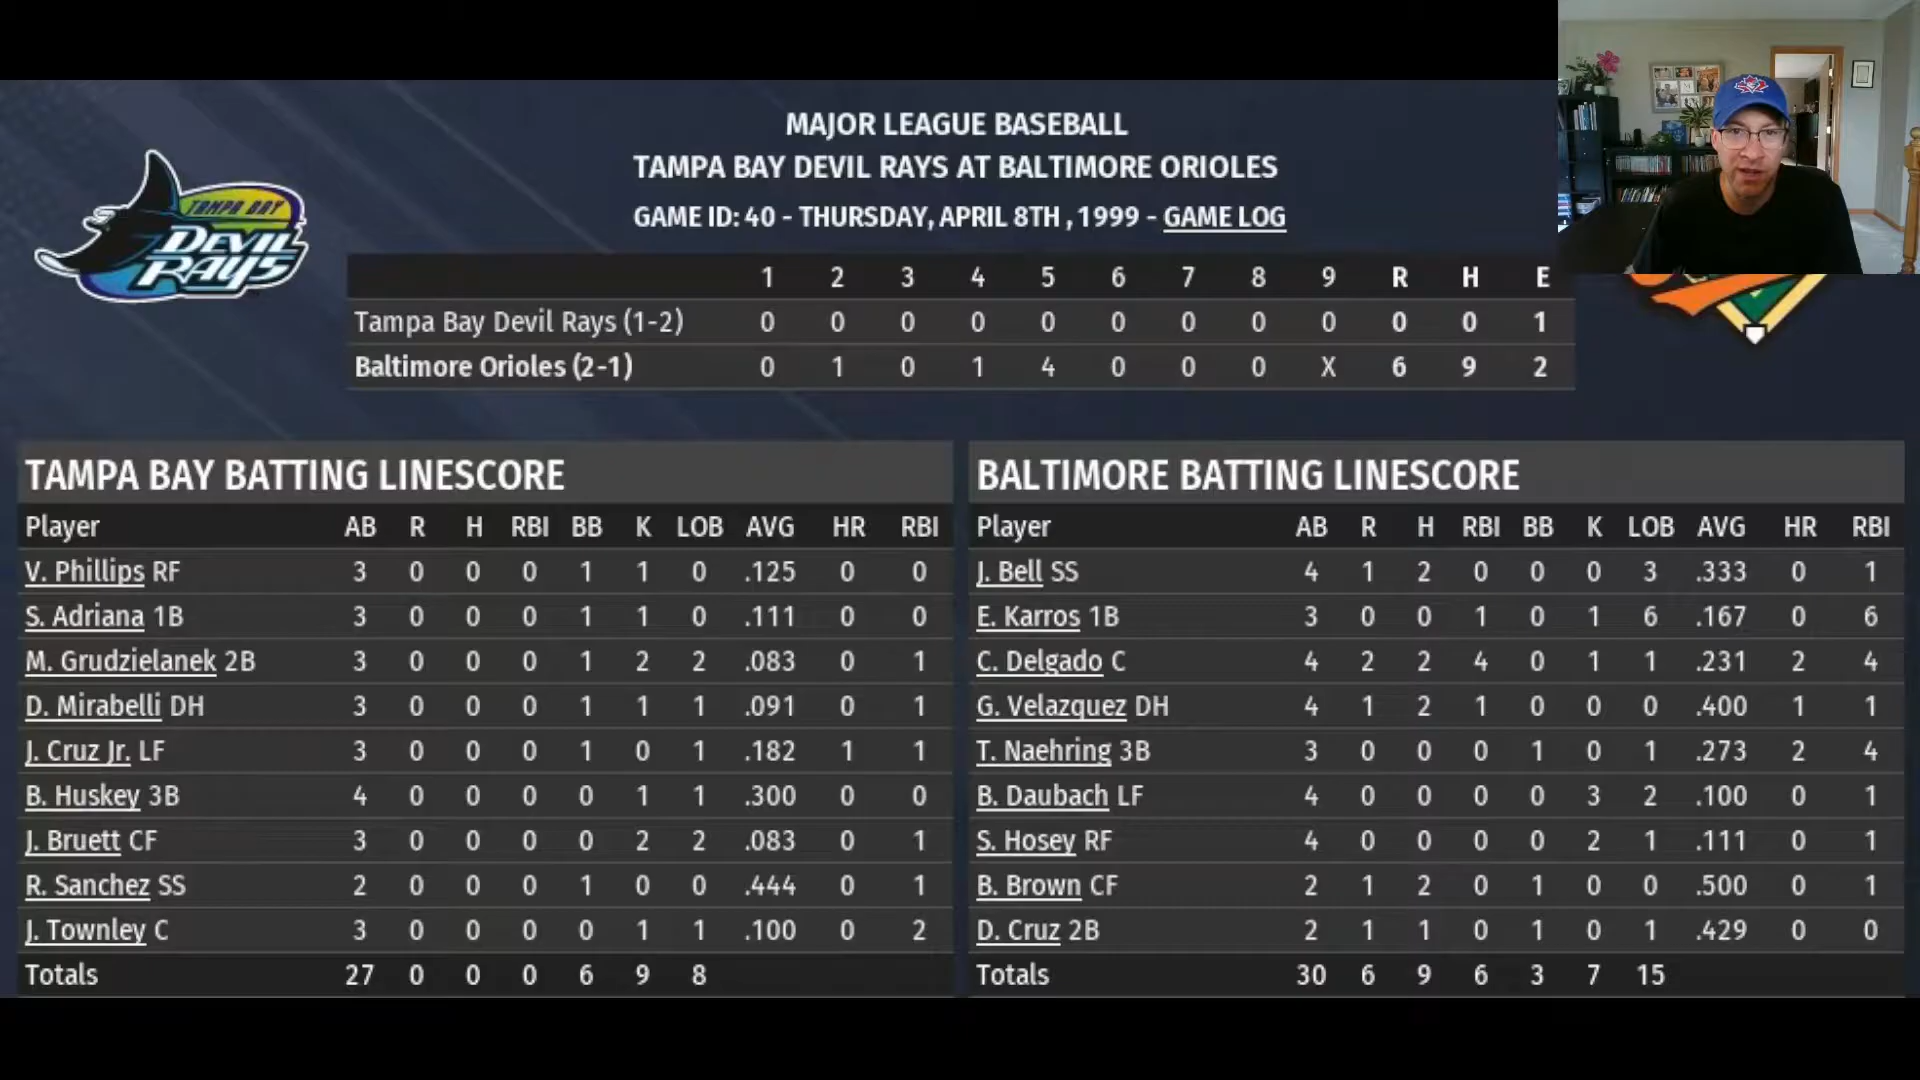 MAJOR LEAGUE BASEBALL
TAMPA BAY DEVIL RAYS AT BALTIMORE ORIOLES
GAME ID: 40 - THURSDAY, APRIL 8TH , 1999 - GAME LOG
TAMPA BAY
DEVIL
RAYS
1 2 3 4 5 6 7 8 9 R H E
Tampa Bay Devil Rays (1-2) 0 0 0 0 0 0 0 0 0 0 0 1
Baltimore Orioles (2-1) 0 1 0 1 4 0 0 0 X 6 9 2
TAMPA BAY BATTING LINESCORE
Player AB R H RBI BB K LOB AVG HR RBI
V. Phillips RF 3 0 0 0 1 1 0 .125 0 0
S. Adriana 1B 3 0 0 0 1 1 0 .111 0 0
M. Grudzielanek 2B 3 0 0 0 1 2 2 .083 0 1
D. Mirabelli DH 3 0 0 0 1 1 1 .091 0 1
J. Cruz Jr. LF 3 0 0 0 1 0 1 .182 1 1
B. Huskey 3B 4 0 0 0 0 1 1 .300 0 0
J. Bruett CF 3 0 0 0 0 2 2 .083 0 1
R. Sanchez SS 2 0 0 0 1 0 0 .444 0 1
J. Townley C 3 0 0 0 0 1 1 .100 0 2
Totals 27 0 0 0 6 9 8
BALTIMORE BATTING LINESCORE
Player AB R H RBI BB K LOB AVG HR RBI
J. Bell SS 4 1 2 0 0 0 3 .333 0 1
E. Karros 1B 3 0 0 1 0 1 6 .167 0 6
C. Delgado C 4 2 2 4 0 1 1 .231 2 4
G. Velazquez DH 4 1 2 1 0 0 0 .400 1 1
T. Naehring 3B 3 0 0 0 1 0 1 .273 2 4
B. Daubach LF 4 0 0 0 0 3 2 .100 0 1
S. Hosey RF 4 0 0 0 0 2 1 .111 0 1
B. Brown CF 2 1 2 0 1 0 0 .500 0 1
D. Cruz 2B 2 1 1 0 1 0 1 .429 0 0
Totals 30 6 9 6 3 7 15